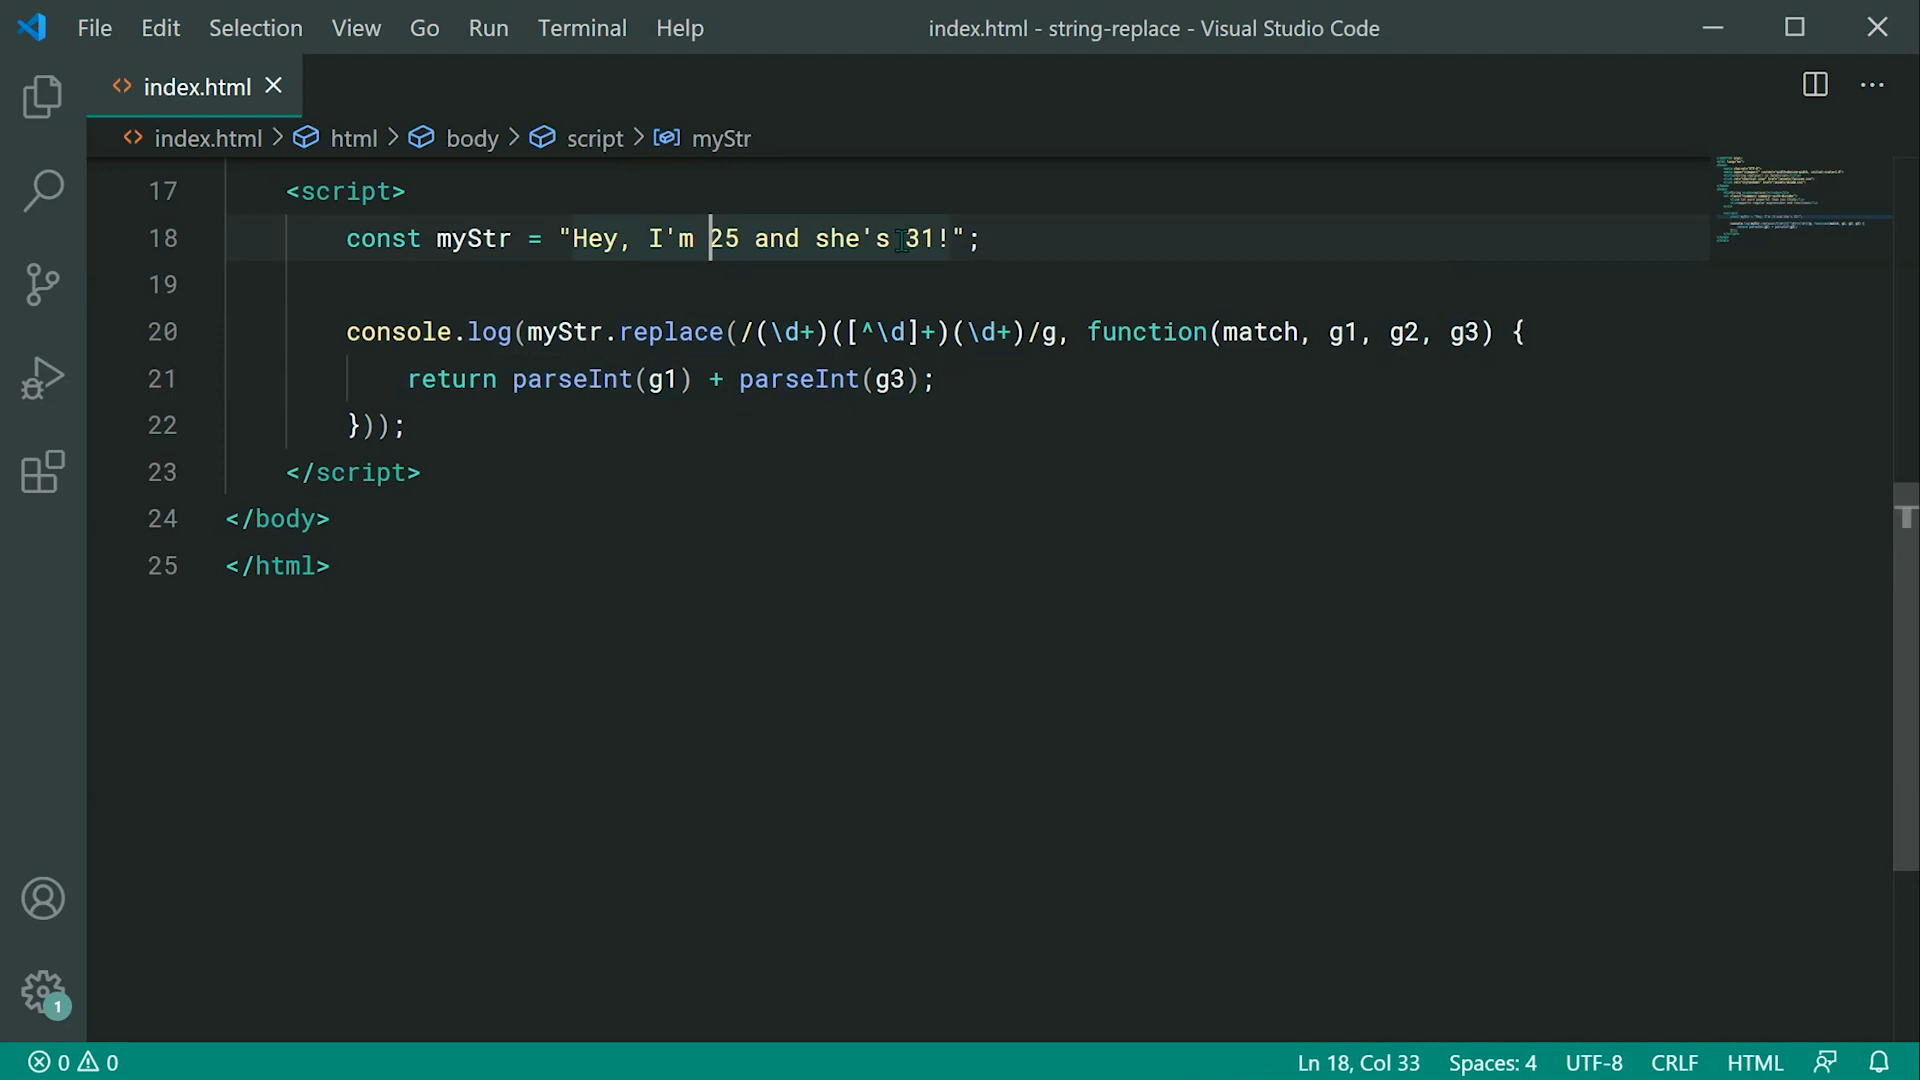 File Edit Selection View Go Run Terminal Help index.html - string-replace - Visual Studio Code
index.html
index.html > html > body > script > myStr
17 <script>
18 const myStr = "Hey, I'm 25 and she's 31!";
19
20 console.log(myStr.replace(/(\d+)([^\d]+)(\d+)/g, function(match, g1, g2, g3) {
21 return parseInt(g1) + parseInt(g3);
22 }));
23 </script>
24 </body>
25 </html>
1
0 0 Ln 18, Col 33 Spaces: 4 UTF-8 CRLF HTML